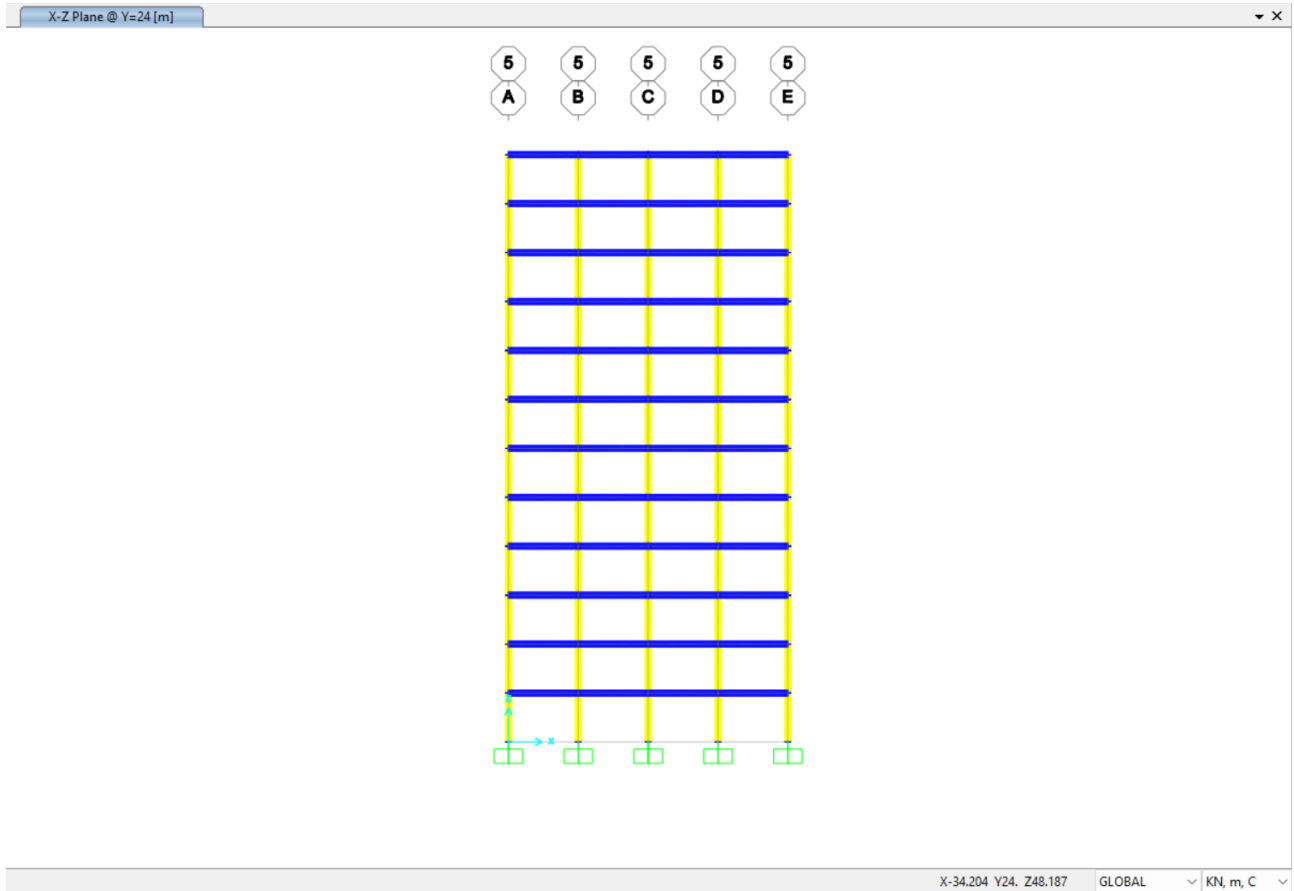 X-Z Plane @ Y=24 [m]
5 5 5 5 5
A B C D E
Z
X
X-34.204 Y24. Z48.187 GLOBAL KN, m, C